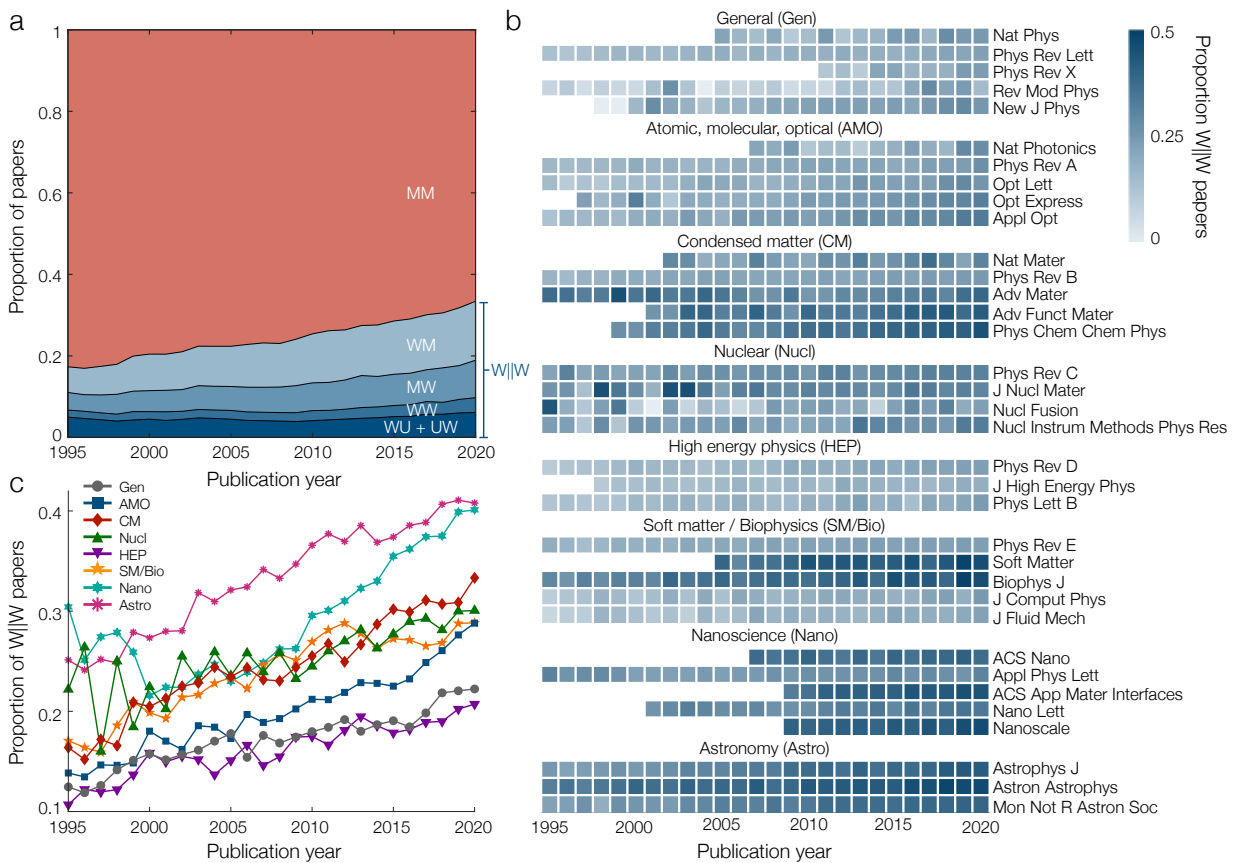 a
Proportion of papers
1
0.8
0.6
0.4
0.2
0
MM
WM
MW
WW
WU + UW
W||W
1995
2000
2005
2010
2015
2020
Publication year
b
General (Gen)
Nat Phys
Phys Rev Lett
Phys Rev X
Rev Mod Phys
New J Phys
Atomic, molecular, optical (AMO)
Nat Photonics
Phys Rev A
Opt Lett
Opt Express
Appl Opt
Condensed matter (CM)
Nat Mater
Phys Rev B
Adv Mater
Adv Funct Mater
Phys Chem Chem Phys
Nuclear (Nucl)
Phys Rev C
J Nucl Mater
Nucl Fusion
Nucl Instrum Methods Phys Res
High energy physics (HEP)
Phys Rev D
J High Energy Phys
Phys Lett B
Soft matter / Biophysics (SM/Bio)
Phys Rev E
Soft Matter
Biophys J
J Comput Phys
J Fluid Mech
Nanoscience (Nano)
ACS Nano
Appl Phys Lett
ACS App Mater Interfaces
Nano Lett
Nanoscale
Astronomy (Astro)
Astrophys J
Astron Astrophys
Mon Not R Astron Soc
1995
2000
2005
2010
2015
2020
Publication year
0.5
0.25
0
Proportion W||W papers
c
Gen
AMO
CM
Nucl
HEP
SM/Bio
Nano
Astro
Proportion of W||W papers
0.4
0.3
0.2
0.1
1995
2000
2005
2010
2015
2020
Publication year